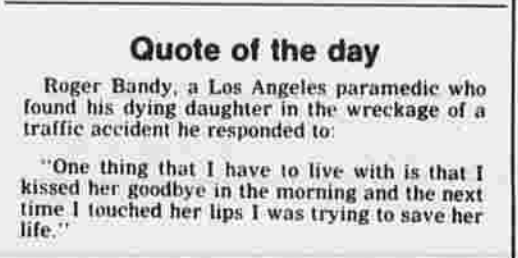 Quote of the day
Roger Bandy, a Los Angeles paramedic who
found his dying daughter in the wreckage of a
traffic accident he responded to:
"One thing that I have to live with is that I
kissed her goodbye in the morning and the next
time I touched her lips I was trying to save her
life."